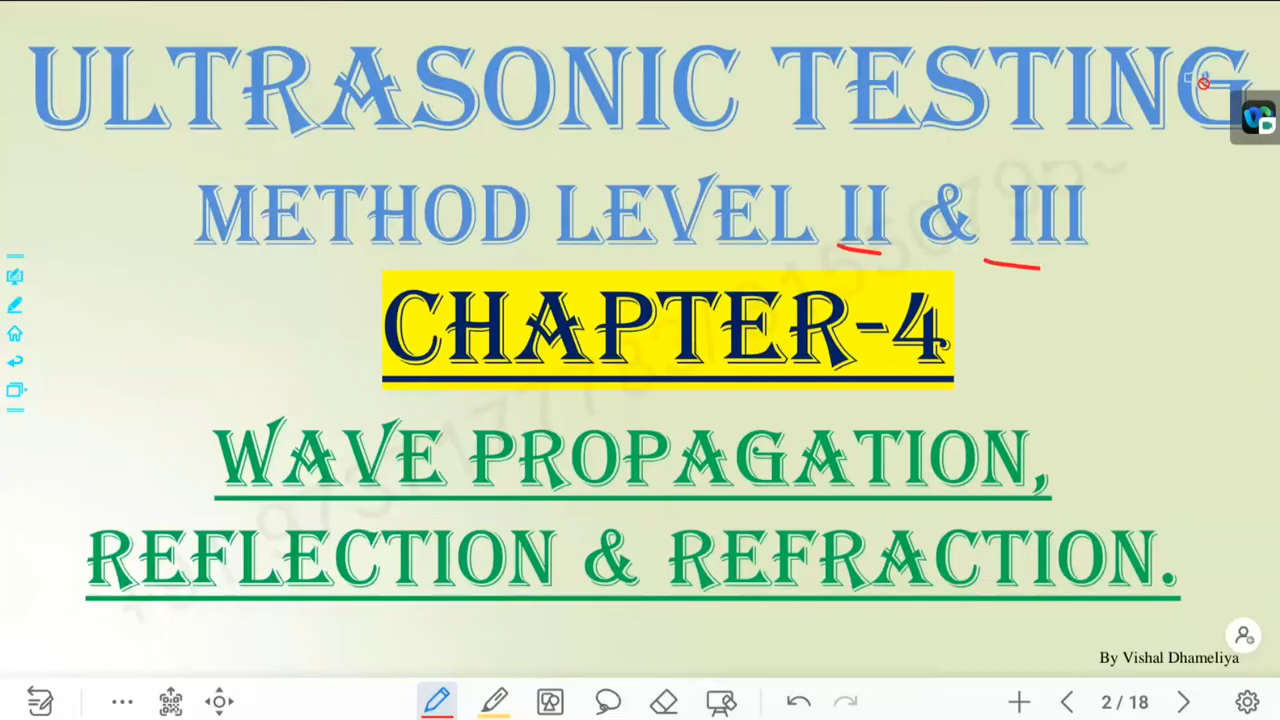 ULTRASONIC TESTING
METHOD LEVEL II & III
CHAPTER-4
WAVE PROPAGATION,
REFLECTION & REFRACTION.
By Vishal Dhameliya
2 / 18